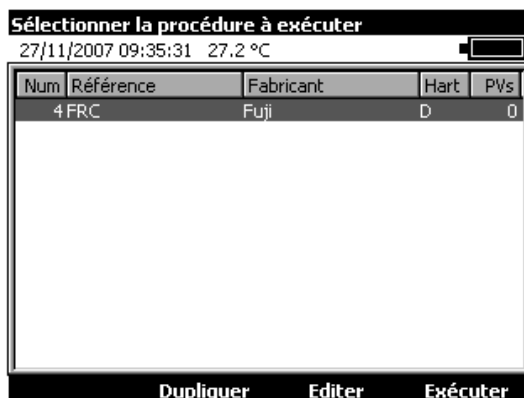 Sélectionner la procédure à exécuter
27/11/2007 09:35:31 27.2 °C
Num Référence Fabricant Hart PVs
4 FRC Fuji D 0
Dupliquer Editer Exécuter